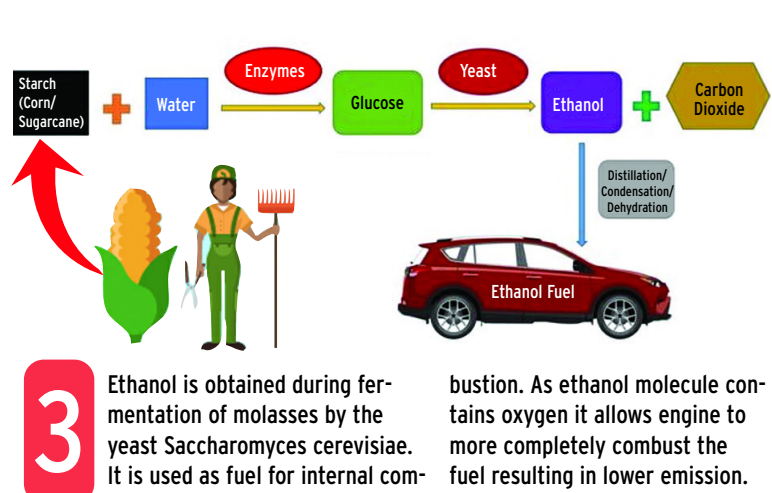 Enzymes
Yeast
Starch
(Corn/
Sugarcane)
Water
Glucose
Ethanol
Carbon
Dioxide
Distillation/
Condensation/
Dehydration
Ethanol Fuel
3
Ethanol is obtained during fer-
mentation of molasses by the
yeast Saccharomyces cerevisiae.
It is used as fuel for internal com-
bustion. As ethanol molecule con-
tains oxygen it allows engine to
more completely combust the
fuel resulting in lower emission.